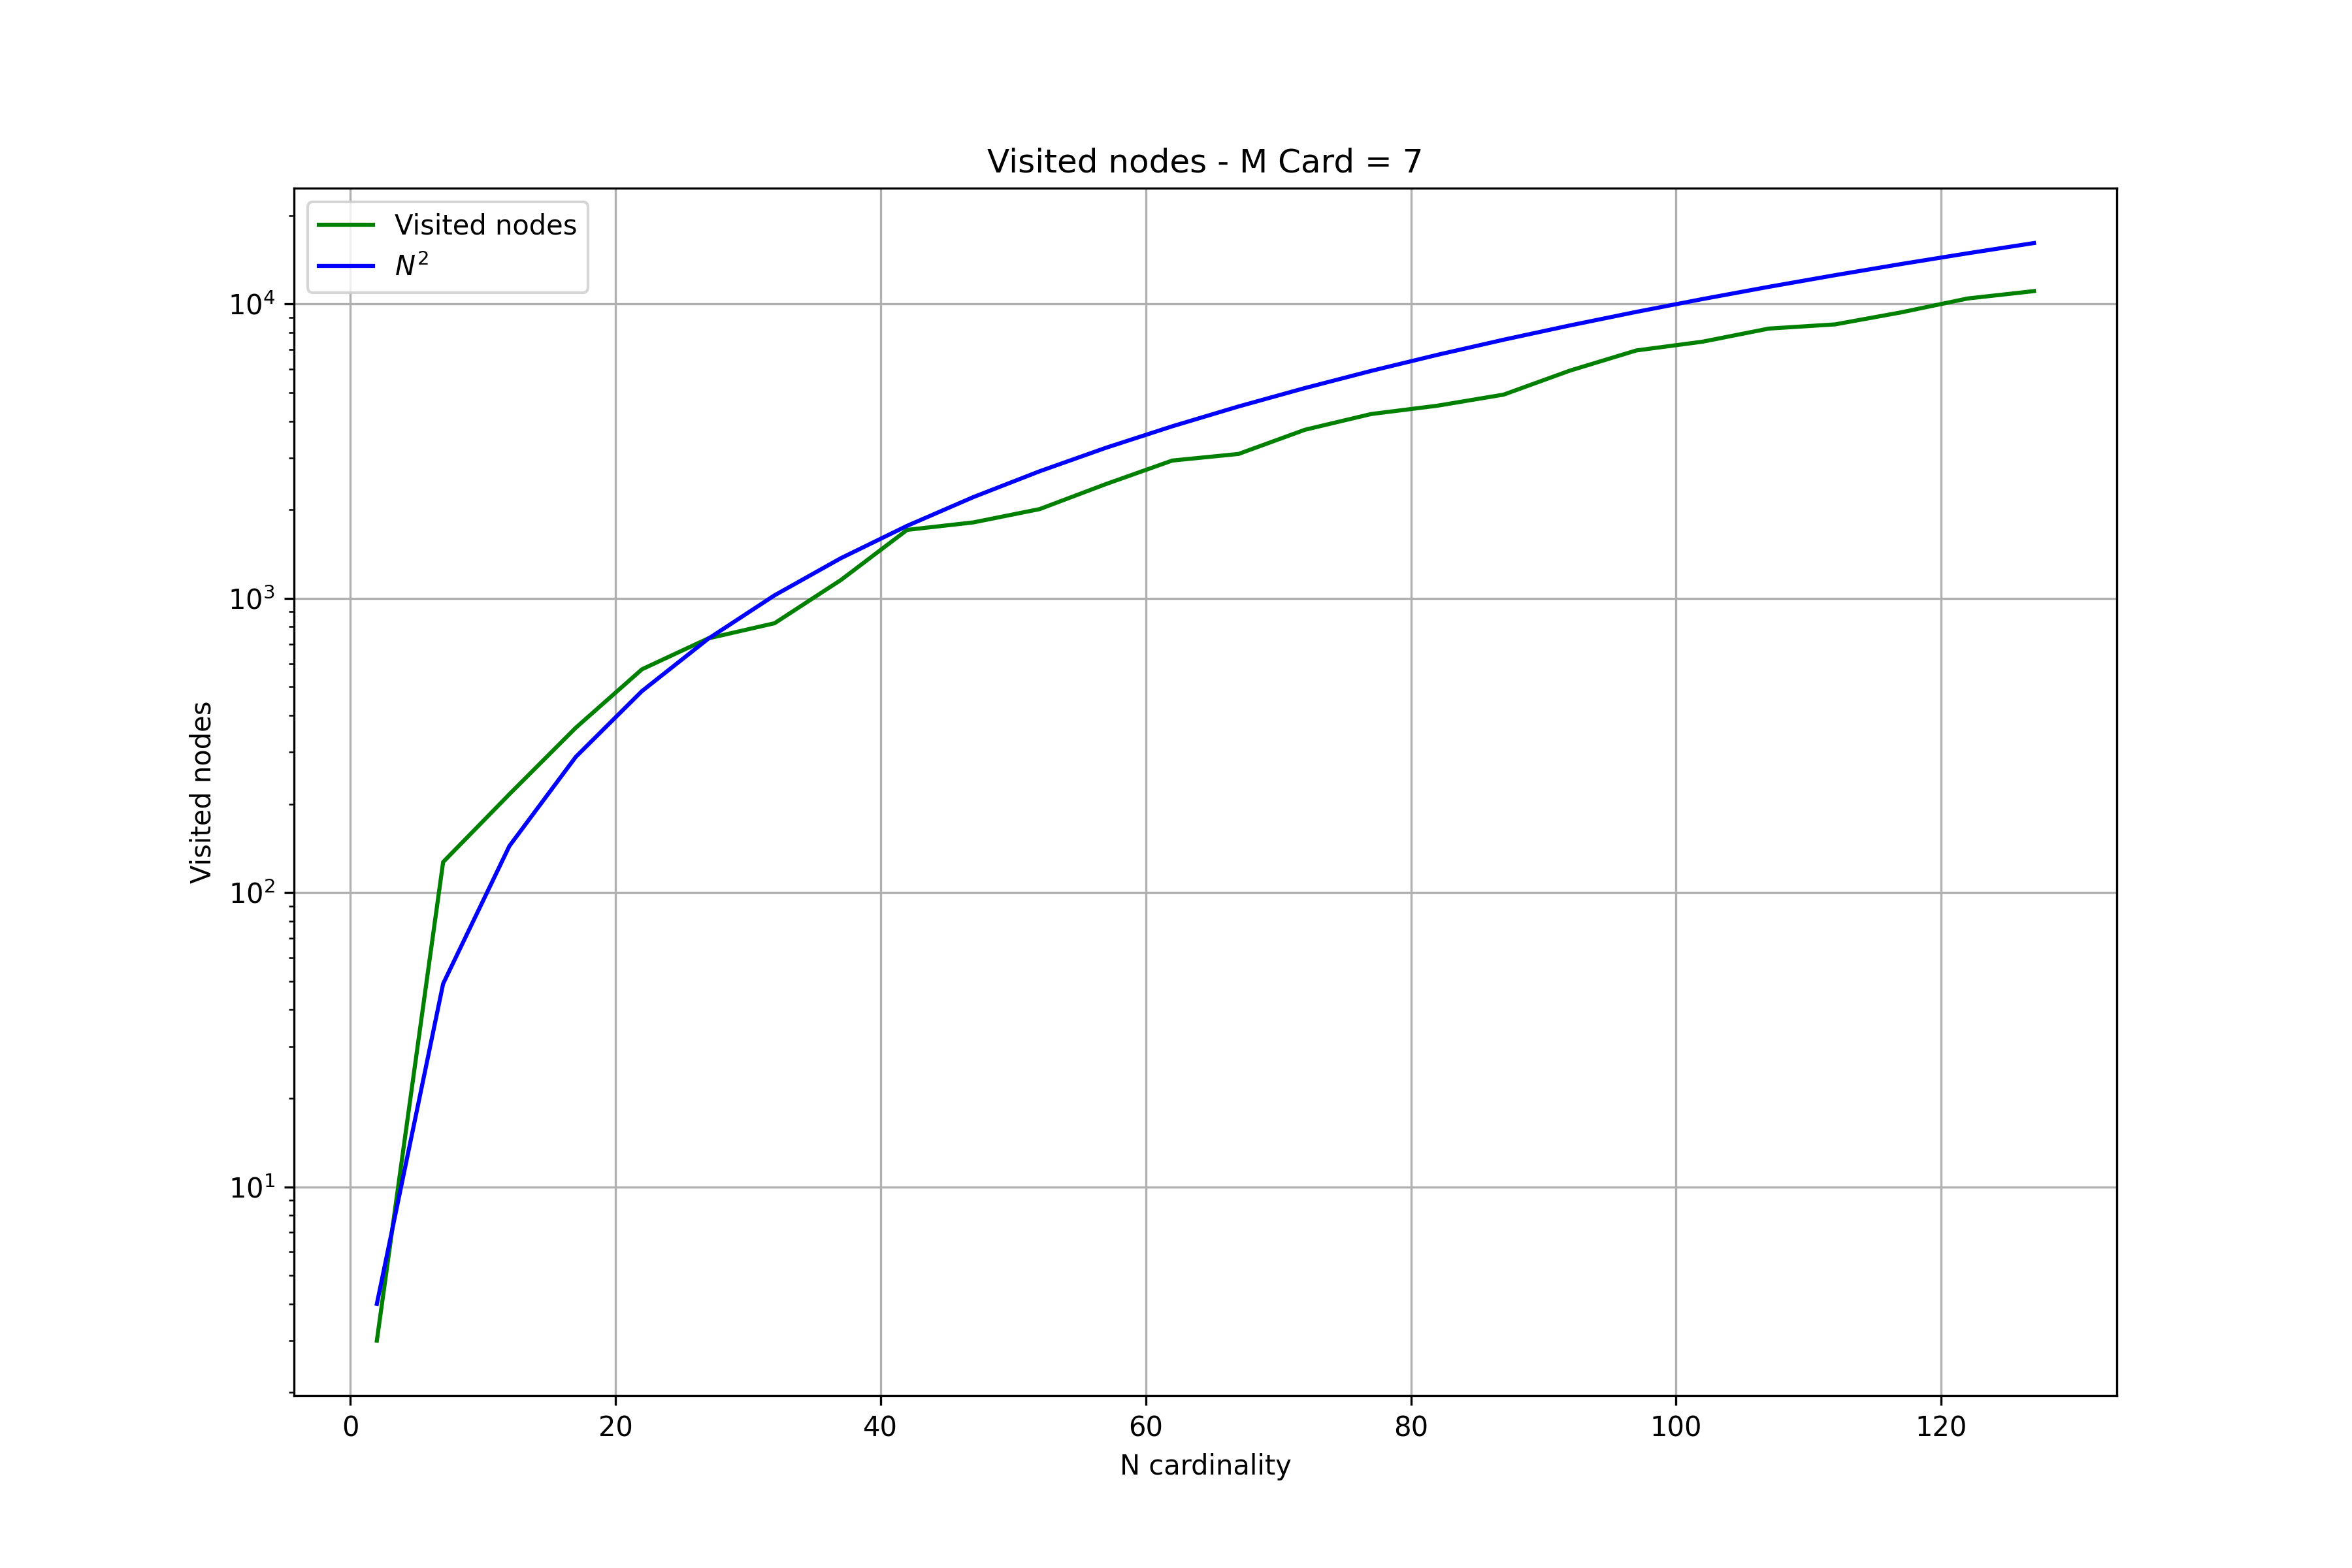 Visited nodes - M Card = 7
Visited nodes
N²
10⁴
10³
10²
10¹
Visited nodes
0 20 40 60 80 100 120
N cardinality